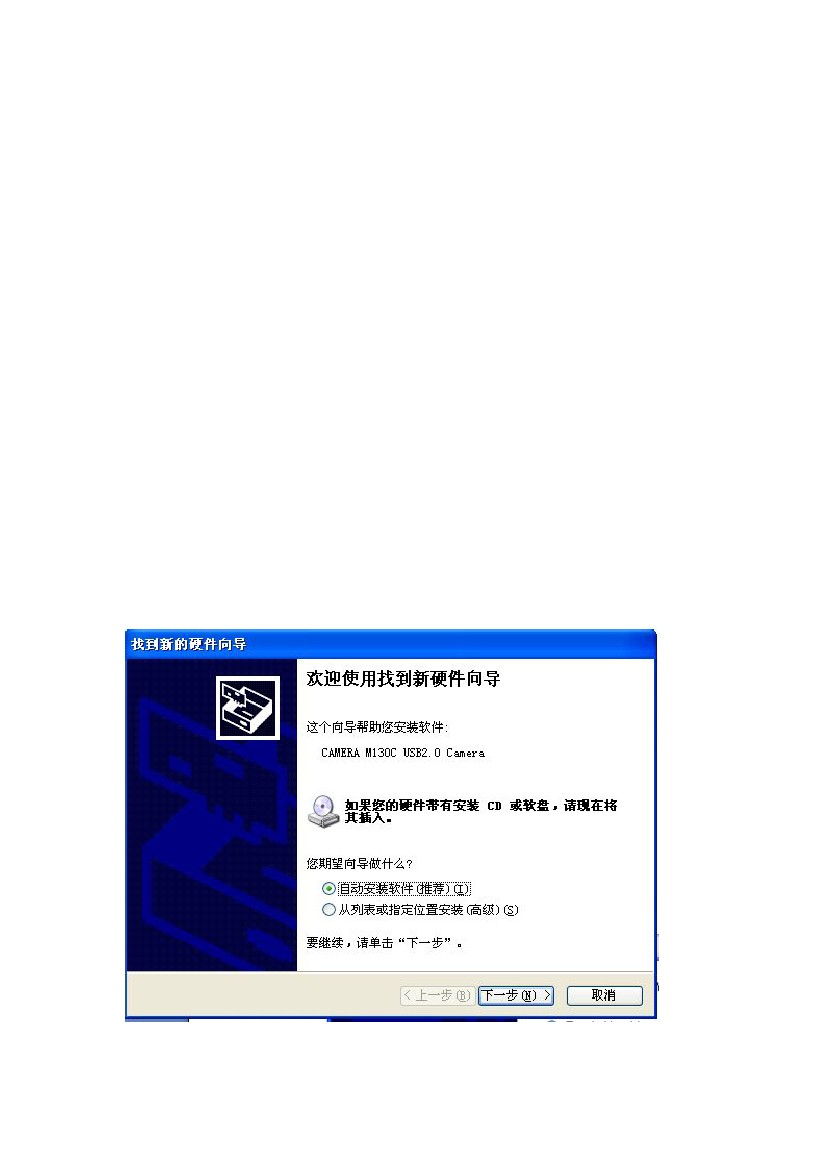 找到新的硬件向导
欢迎使用找到新硬件向导
这个向导帮助您安装软件:
CAMERA M130C USB2.0 Camera
如果您的硬件带有安装 CD 或软盘，请现在将
其插入。
您期望向导做什么?
自动安装软件(推荐)(I)
从列表或指定位置安装(高级)(S)
要继续，请单击“下一步”。
< 上一步(B) 下一步(N) > 取消